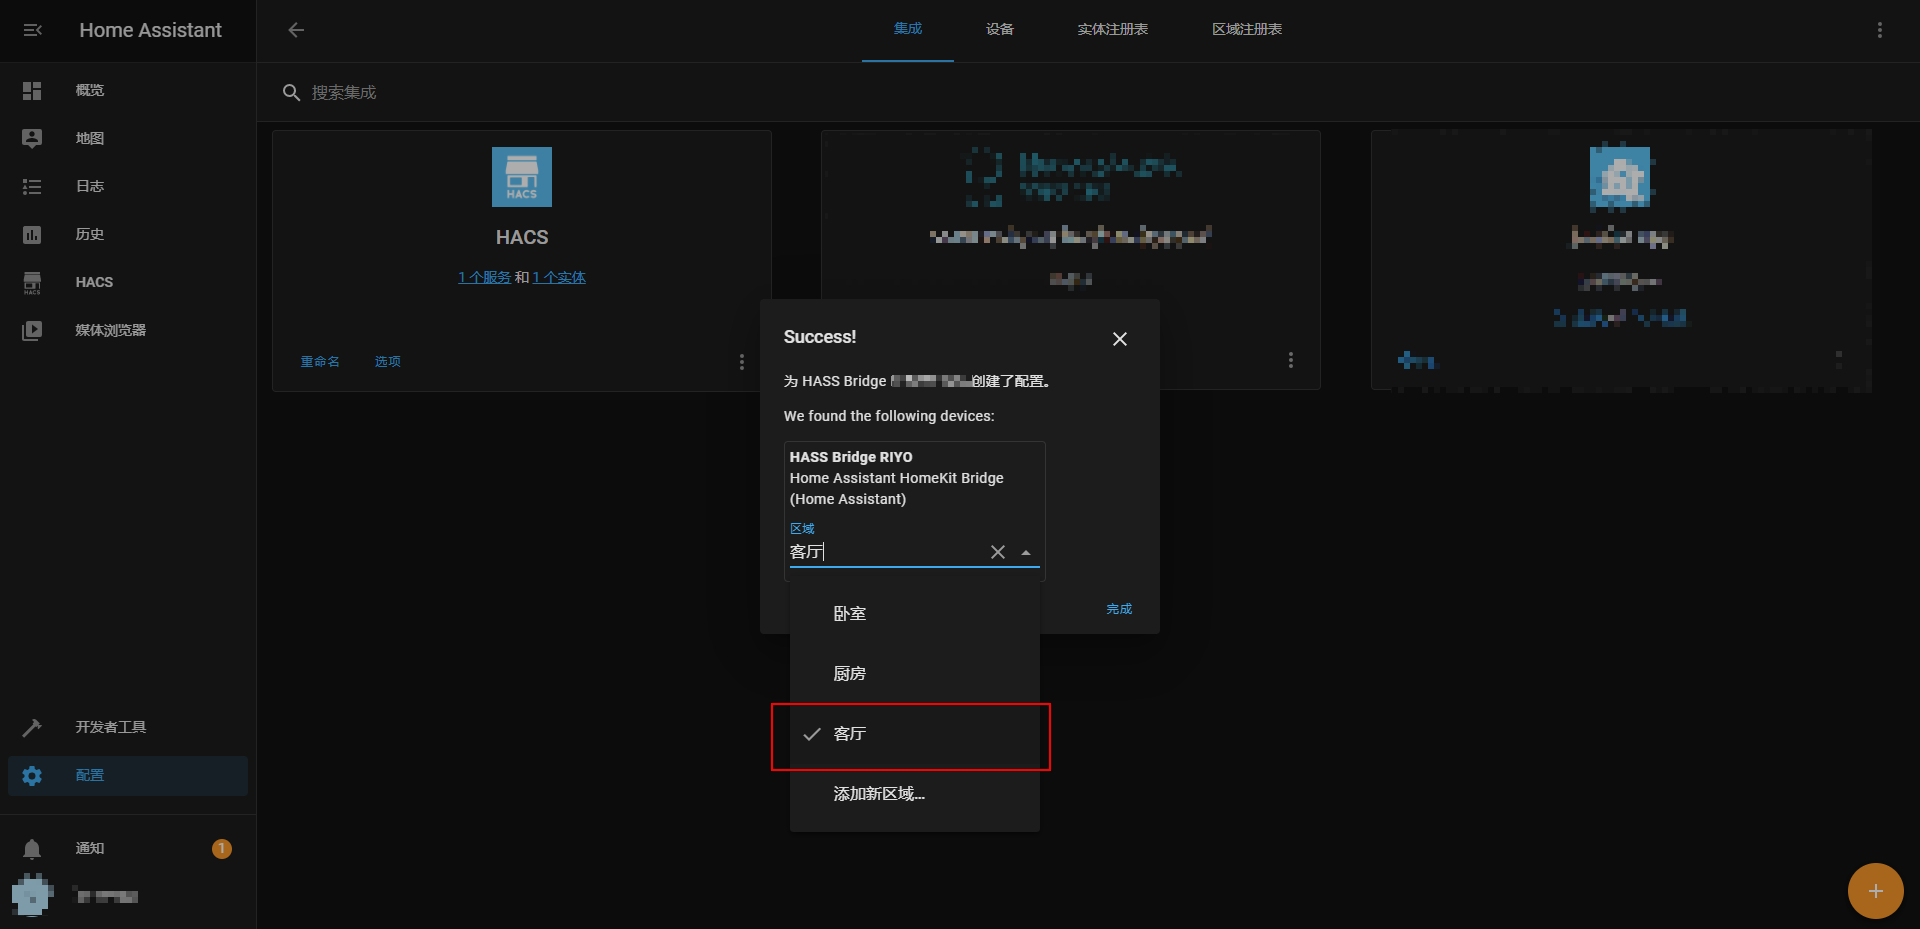 Home Assistant
集成
设备
实体注册表
区域注册表
概览
地图
日志
历史
HACS
媒体浏览器
开发者工具
配置
通知
1
搜索集成
HACS
HACS
1 个服务 和 1 个实体
重命名
选项
Success!
为 HASS Bridge 创建了配置。
We found the following devices:
HASS Bridge RIYO
Home Assistant HomeKit Bridge
(Home Assistant)
区域
客厅
卧室
厨房
客厅
添加新区域...
完成